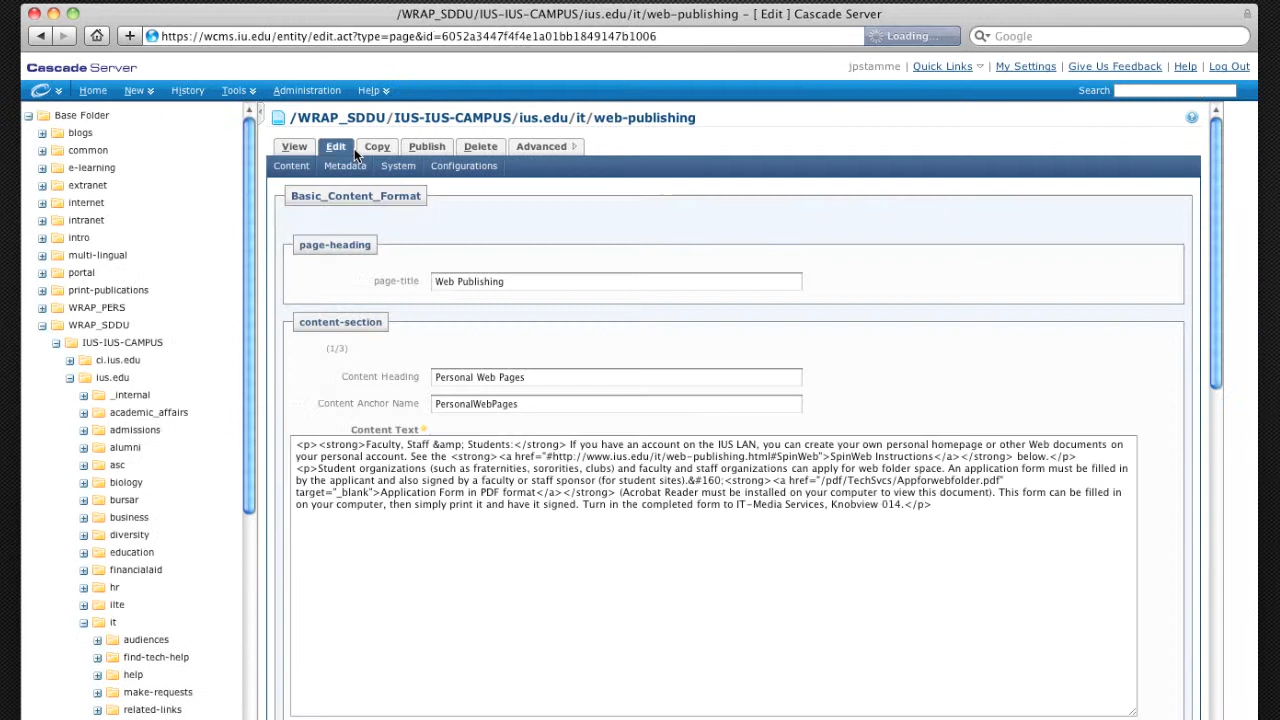 /WRAP_SDDU/IUS-IUS-CAMPUS/ius.edu/it/web-publishing - [ Edit ] Cascade Server
https://wcms.iu.edu/entity/edit.act?type=page&id=6052a3447f4f4e1a01bb1849147b1006
Loading...
Google
Cascade Server
jpstamme | Quick Links | My Settings | Give Us Feedback | Help | Log Out
Home New History Tools Administration Help Search
Base Folder
blogs
common
e-learning
extranet
internet
intranet
intro
multi-lingual
portal
print-publications
WRAP_PERS
WRAP_SDDU
IUS-IUS-CAMPUS
ci.ius.edu
ius.edu
_internal
academic_affairs
admissions
alumni
asc
biology
bursar
business
diversity
education
financialaid
hr
ilte
it
audiences
find-tech-help
help
make-requests
related-links
/WRAP_SDDU/IUS-IUS-CAMPUS/ius.edu/it/web-publishing
View Edit Copy Publish Delete Advanced
Content Metadata System Configurations
Basic_Content_Format
page-heading
page-title Web Publishing
content-section
(1/3)
Content Heading Personal Web Pages
Content Anchor Name PersonalWebPages
Content Text
<p><strong>Faculty, Staff &amp; Students:</strong> If you have an account on the IUS LAN, you can create your own personal homepage or other Web documents on
your personal account. See the <strong><a href="#http://www.ius.edu/it/web-publishing.html#SpinWeb">SpinWeb Instructions</a></strong> below.</p>
<p>Student organizations (such as fraternities, sororities, clubs) and faculty and staff organizations can apply for web folder space. An application form must be filled in
by the applicant and also signed by a faculty or staff sponsor (for student sites).&#160;<strong><a href="/pdf/TechSvcs/Appforwebfolder.pdf"
target="_blank">Application Form in PDF format</a></strong> (Acrobat Reader must be installed on your computer to view this document). This form can be filled in
on your computer, then simply print it and have it signed. Turn in the completed form to IT-Media Services, Knobview 014.</p>